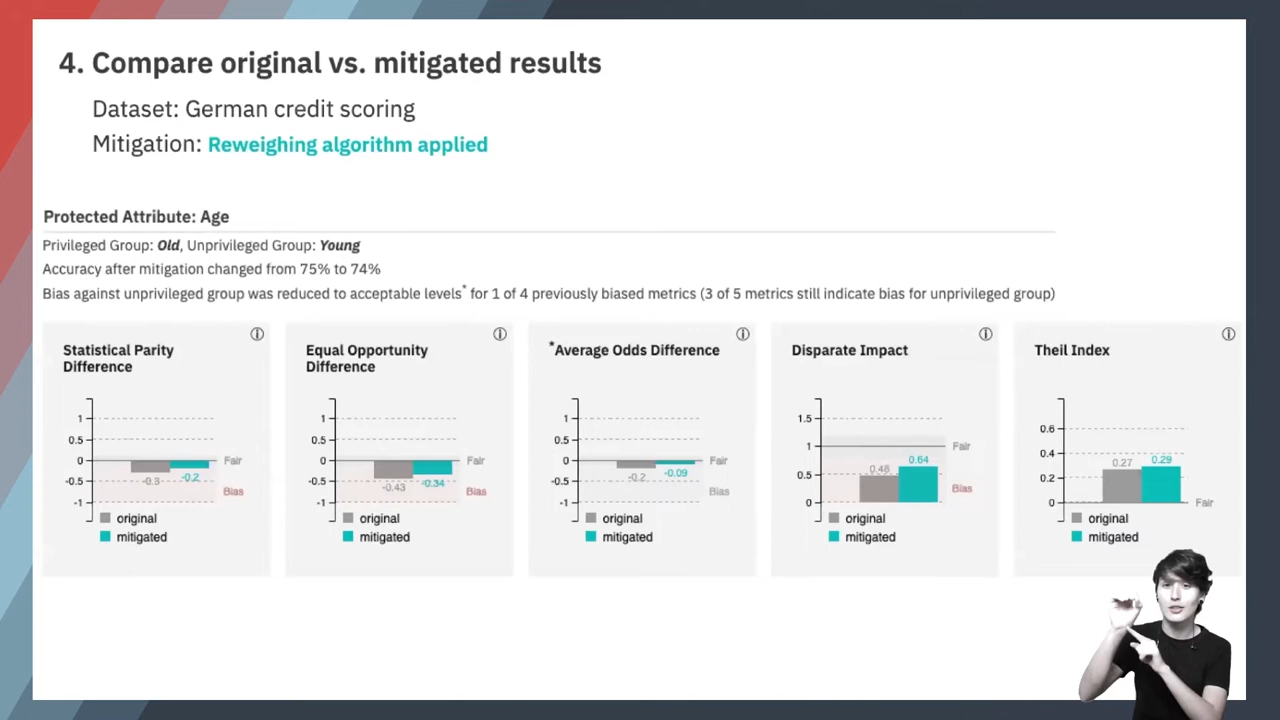 4. Compare original vs. mitigated results
Dataset: German credit scoring
Mitigation: Reweighing algorithm applied
Protected Attribute: Age
Privileged Group: Old, Unprivileged Group: Young
Accuracy after mitigation changed from 75% to 74%
Bias against unprivileged group was reduced to acceptable levels* for 1 of 4 previously biased metrics (3 of 5 metrics still indicate bias for unprivileged group)
Statistical Parity
Difference
1
0.5
0
-0.5
-1
-0.3
-0.2
Fair
Bias
original
mitigated
Equal Opportunity
Difference
1
0.5
0
-0.5
-1
-0.43
-0.34
Fair
Bias
original
mitigated
*Average Odds Difference
1
0.5
0
-0.5
-1
-0.2
-0.09
Fair
Bias
original
mitigated
Disparate Impact
1.5
1
0.5
0
0.48
0.64
Fair
Bias
original
mitigated
Theil Index
0.6
0.4
0.2
0
0.27
0.29
Fair
original
mitigated